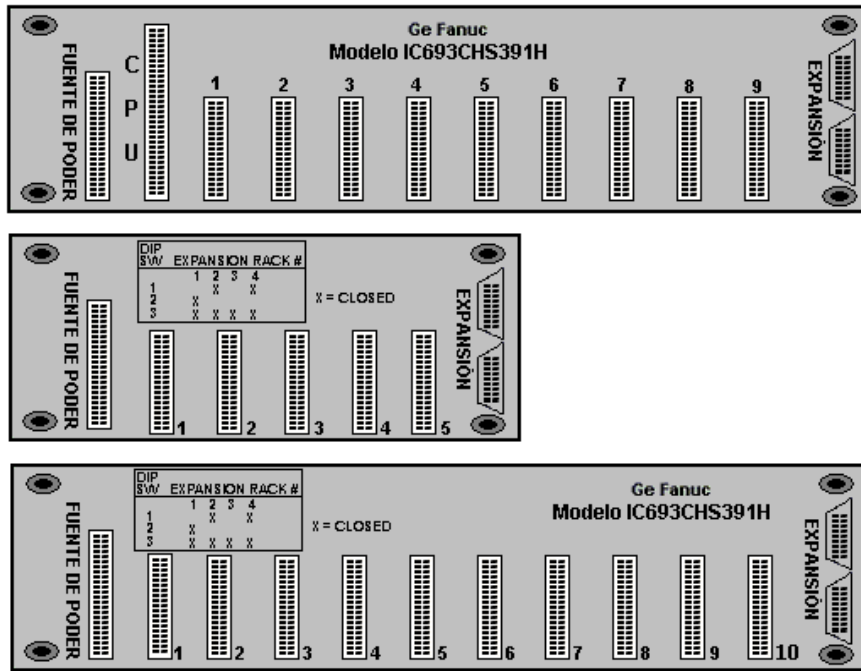 Ge Fanuc
Modelo IC693CHS391H
FUENTE DE PODER
C
P
U
1 2 3 4 5 6 7 8 9
EXPANSIÓN
DIP
SW EXPANSION RACK #
1 2 3 4
1 X X
2 X
3 X X X X
X = CLOSED
FUENTE DE PODER
EXPANSIÓN
1 2 3 4 5
DIP
SW EXPANSION RACK #
1 2 3 4
1 X X
2 X
3 X X X X
X = CLOSED
Ge Fanuc
Modelo IC693CHS391H
FUENTE DE PODER
EXPANSIÓN
1 2 3 4 5 6 7 8 9 10